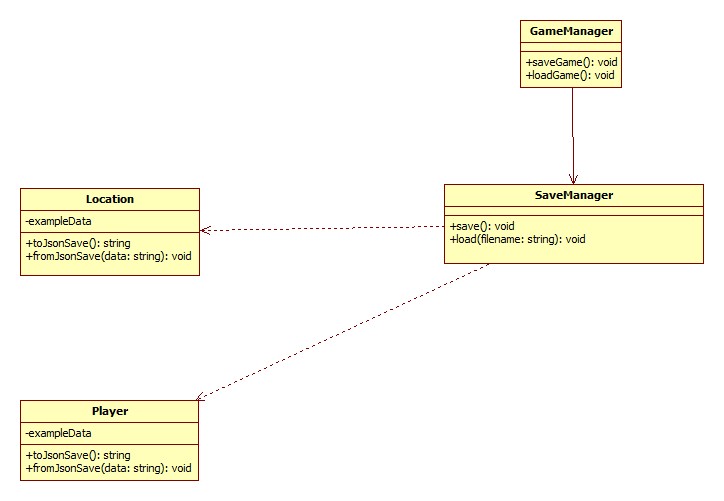 GameManager
+saveGame(): void
+loadGame(): void
Location
-exampleData
+toJsonSave(): string
+fromJsonSave(data: string): void
SaveManager
+save(): void
+load(filename: string): void
Player
-exampleData
+toJsonSave(): string
+fromJsonSave(data: string): void